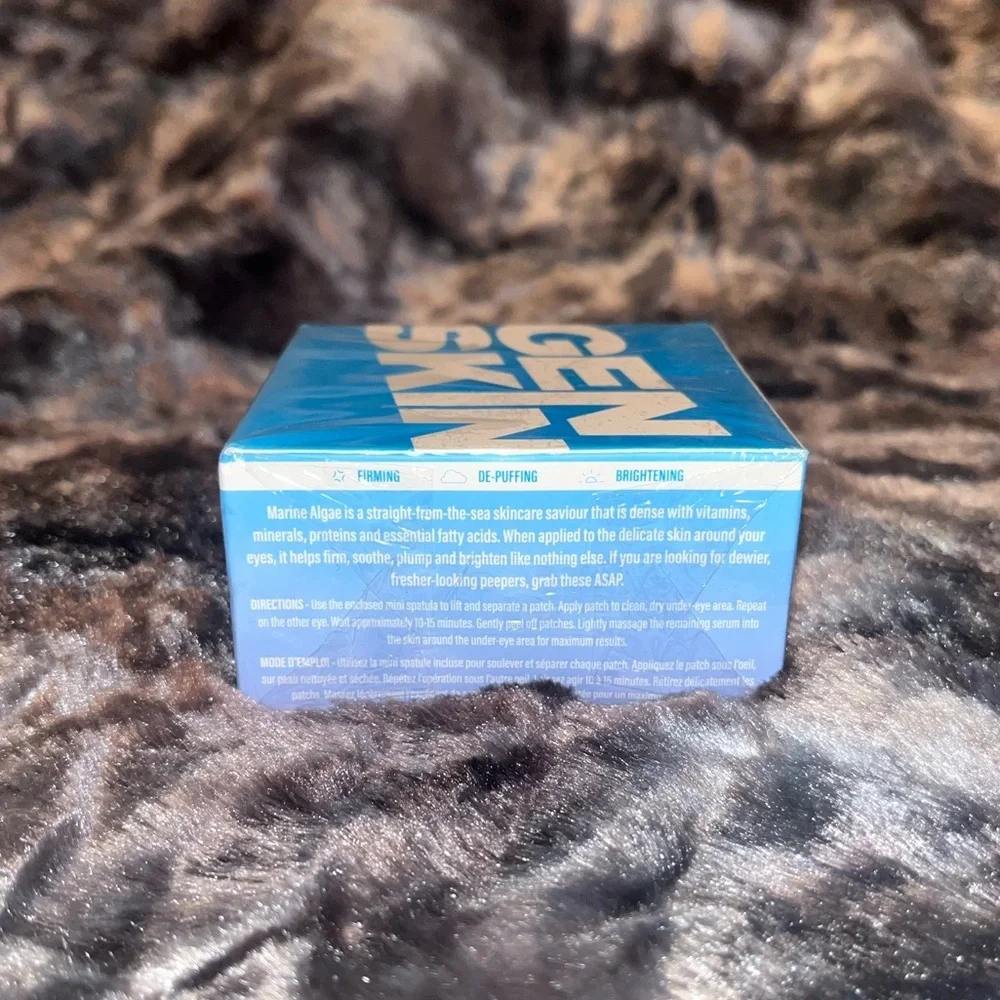 GEN
SKIN
FIRMING DE-PUFFING BRIGHTENING
Marine Algae is a straight-from-the-sea skincare saviour that is dense with vitamins,
minerals, proteins and essential fatty acids. When applied to the delicate skin around your
eyes, it helps firm, soothe, plump and brighten like nothing else. If you are looking for dewier,
fresher-looking peepers, grab these ASAP.
DIRECTIONS - Use the enclosed mini spatula to lift and separate a patch. Apply patch to clean, dry under-eye area. Repeat
on the other eye. Wait approximately 10-15 minutes. Gently peel off patches. Lightly massage the remaining serum into
the skin around the under-eye area for maximum results.
MODE D'EMPLOI - Utilisez la mini spatule incluse pour soulever et séparer chaque patch. Appliquez le patch sous l'oeil,
sur peau nettoyée et séchée. Répétez l'opération sous l'autre oeil. agir 10 à 15 minutes. Retirez délicatement les
patchs. Massez légèrement pour un